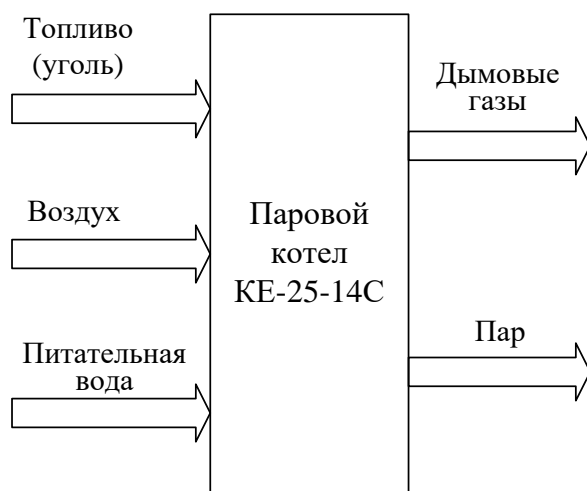 Топливо
(уголь)
Воздух
Питательная
вода
Паровой
котел
КЕ-25-14С
Дымовые
газы
Пар